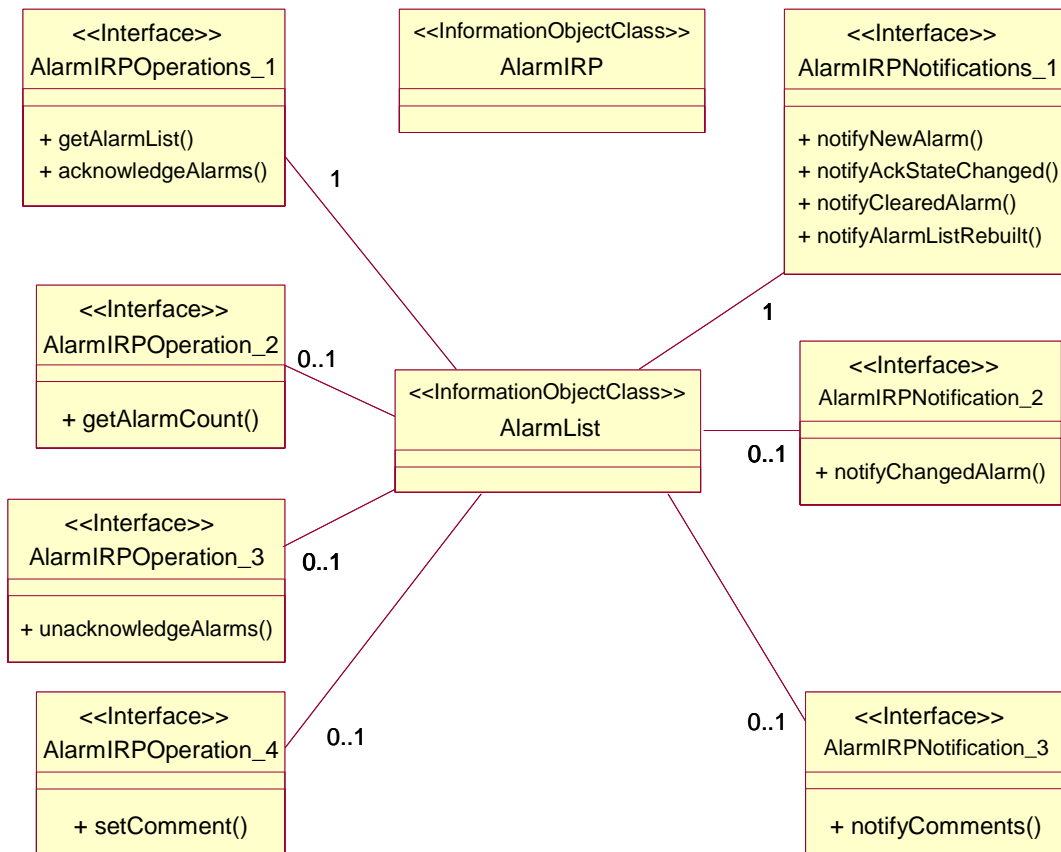 <<Interface>>
AlarmIRPOperations_1
+ getAlarmList()
+ acknowledgeAlarms()
<<InformationObjectClass>>
AlarmIRP
<<Interface>>
AlarmIRPNotifications_1
+ notifyNewAlarm()
+ notifyAckStateChanged()
+ notifyClearedAlarm()
+ notifyAlarmListRebuilt()
1
1
<<Interface>>
AlarmIRPOperation_2
+ getAlarmCount()
0..1
<<InformationObjectClass>>
AlarmList
<<Interface>>
AlarmIRPNotification_2
+ notifyChangedAlarm()
0..1
<<Interface>>
AlarmIRPOperation_3
+ unacknowledgeAlarms()
0..1
<<Interface>>
AlarmIRPOperation_4
+ setComment()
0..1
0..1
<<Interface>>
AlarmIRPNotification_3
+ notifyComments()